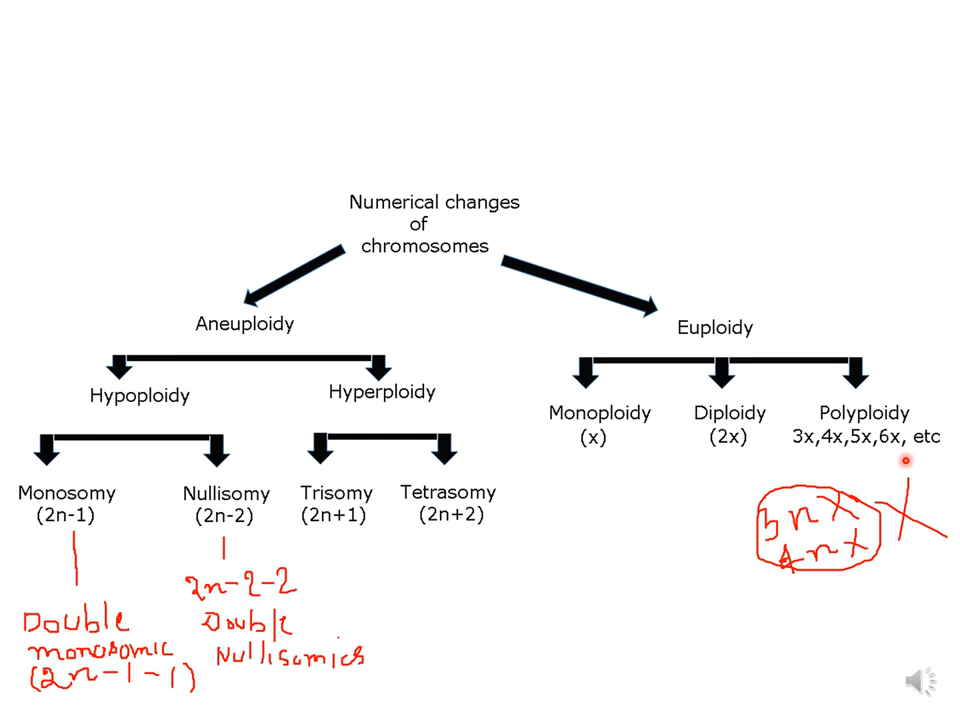 Numerical changes
of
chromosomes
Aneuploidy
Euploidy
Hypoploidy
Hyperploidy
Monoploidy
(x)
Diploidy
(2x)
Polyploidy
3x,4x,5x,6x, etc
Monosomy
(2n-1)
Nullisomy
(2n-2)
Trisomy
(2n+1)
Tetrasomy
(2n+2)
Double
monosomic
(2n-1-1)
2n-2-2
Double
Nullisomics
3n X
4n X
X